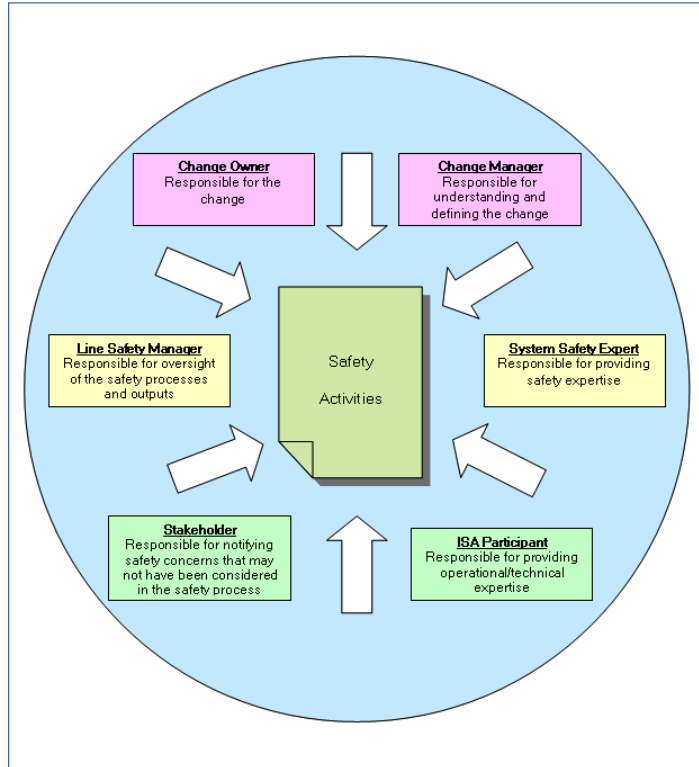 Change Owner
Responsible for the
change
Change Manager
Responsible for
understanding and
defining the change
Line Safety Manager
Responsible for oversight
of the safety processes
and outputs
Safety
Activities
System Safety Expert
Responsible for providing
safety expertise
Stakeholder
Responsible for notifying
safety concerns that may
not have been considered
in the safety process
ISA Participant
Responsible for providing
operational/technical
expertise